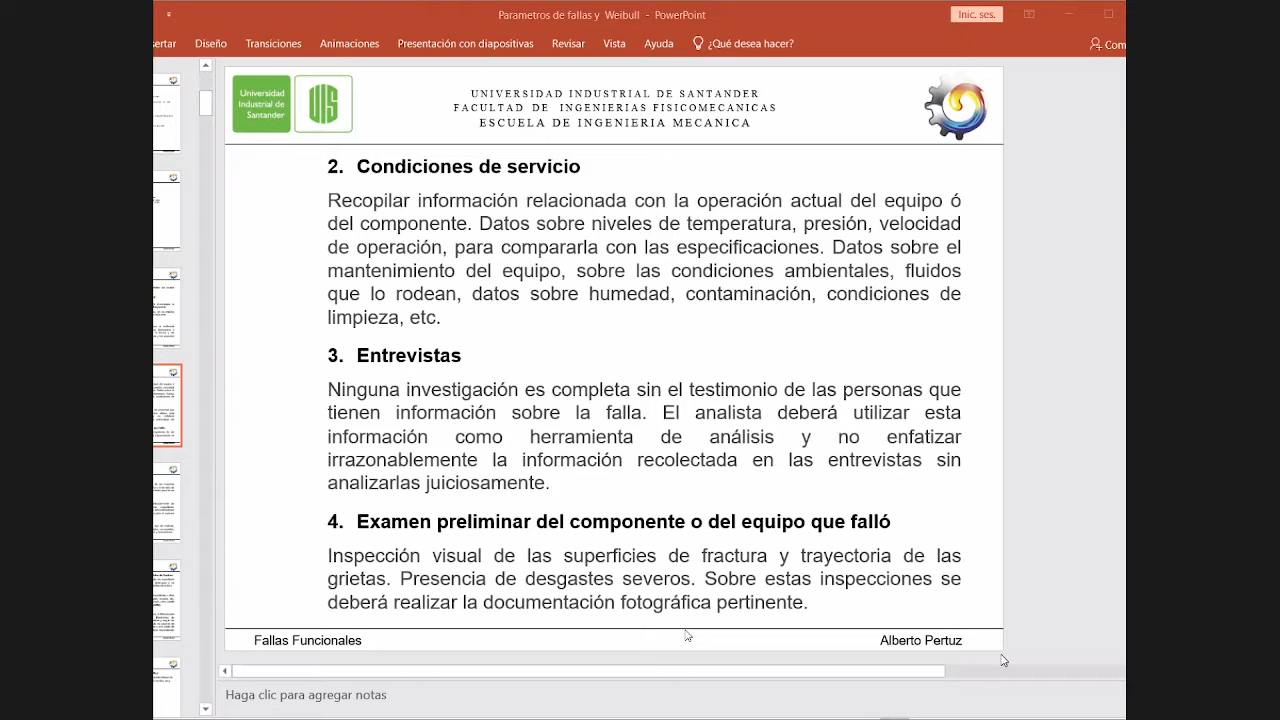 Parametros de fallas y Weibull - PowerPoint
Inic. ses.
sertar Diseño Transiciones Animaciones Presentación con diapositivas Revisar Vista Ayuda ¿Qué desea hacer? Com
Universidad
Industrial de
Santander
UIS
UNIVERSIDAD INDUSTRIAL DE SANTANDER
FACULTAD DE INGENIERIAS FISICOMECANICAS
ESCUELA DE INGENIERIA MECANICA
2. Condiciones de servicio
Recopilar información relacionada con la operación actual del equipo ó
del componente. Datos sobre niveles de temperatura, presión, velocidad
de operación, para compararla con las especificaciones. Datos sobre el
mantenimiento del equipo, sobre las condiciones ambientales, fluidos
que lo rodean, datos sobre humedad, contaminación, condiciones de
limpieza, etc.
3. Entrevistas
Ninguna investigación es completa sin el testimonio de las personas que
tienen información sobre la falla. El analista deberá utilizar esta
información como herramienta de análisis y no enfatizar
irrazonablemente la información recolectada en las entrevistas sin
analizarlas juiciosamente.
4. Examen preliminar del componente o del equipo que falló
Inspección visual de las superficies de fractura y trayectoria de las
grietas. Presencia de desgastes severos. Sobre estas inspecciones se
deberá realizar la documentación fotográfica pertinente.
Fallas Funcionales Alberto Pertuz
Haga clic para agregar notas